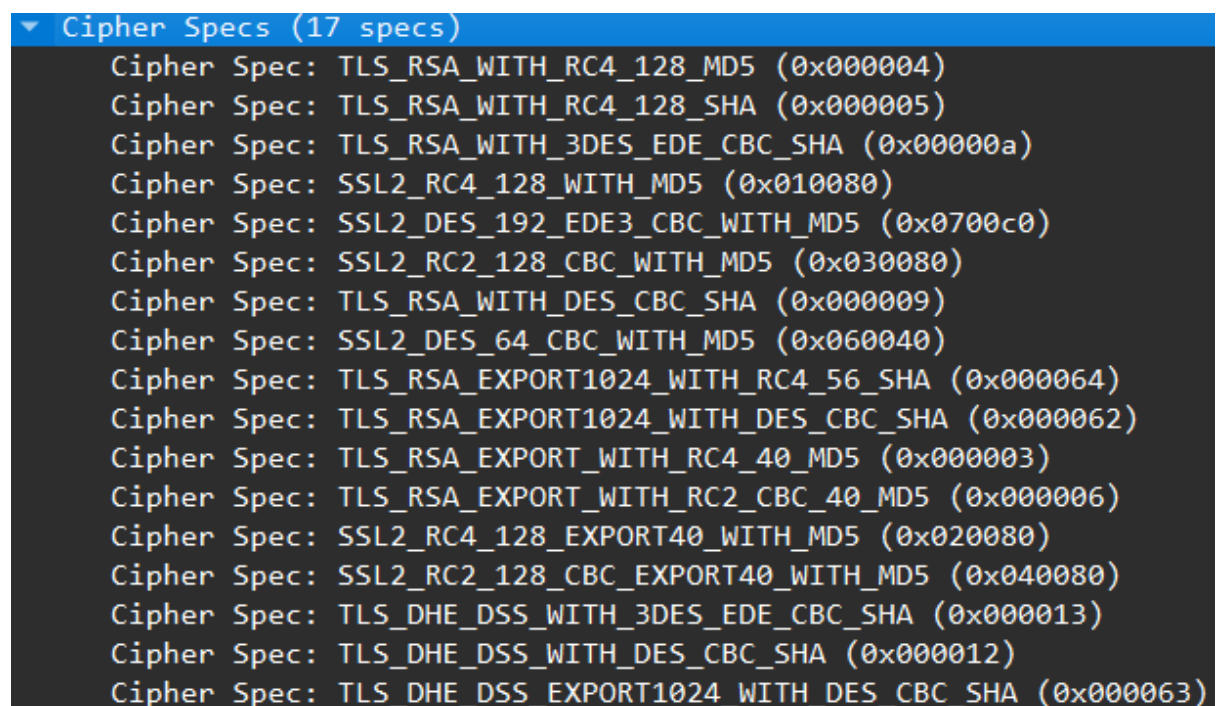 Cipher Specs (17 specs)
Cipher Spec: TLS_RSA_WITH_RC4_128_MD5 (0x000004)
Cipher Spec: TLS_RSA_WITH_RC4_128_SHA (0x000005)
Cipher Spec: TLS_RSA_WITH_3DES_EDE_CBC_SHA (0x00000a)
Cipher Spec: SSL2_RC4_128_WITH_MD5 (0x010080)
Cipher Spec: SSL2_DES_192_EDE3_CBC_WITH_MD5 (0x0700c0)
Cipher Spec: SSL2_RC2_128_CBC_WITH_MD5 (0x030080)
Cipher Spec: TLS_RSA_WITH_DES_CBC_SHA (0x000009)
Cipher Spec: SSL2_DES_64_CBC_WITH_MD5 (0x060040)
Cipher Spec: TLS_RSA_EXPORT1024_WITH_RC4_56_SHA (0x000064)
Cipher Spec: TLS_RSA_EXPORT1024_WITH_DES_CBC_SHA (0x000062)
Cipher Spec: TLS_RSA_EXPORT_WITH_RC4_40_MD5 (0x000003)
Cipher Spec: TLS_RSA_EXPORT_WITH_RC2_CBC_40_MD5 (0x000006)
Cipher Spec: SSL2_RC4_128_EXPORT40_WITH_MD5 (0x020080)
Cipher Spec: SSL2_RC2_128_CBC_EXPORT40_WITH_MD5 (0x040080)
Cipher Spec: TLS_DHE_DSS_WITH_3DES_EDE_CBC_SHA (0x000013)
Cipher Spec: TLS_DHE_DSS_WITH_DES_CBC_SHA (0x000012)
Cipher Spec: TLS_DHE_DSS_EXPORT1024_WITH_DES_CBC_SHA (0x000063)